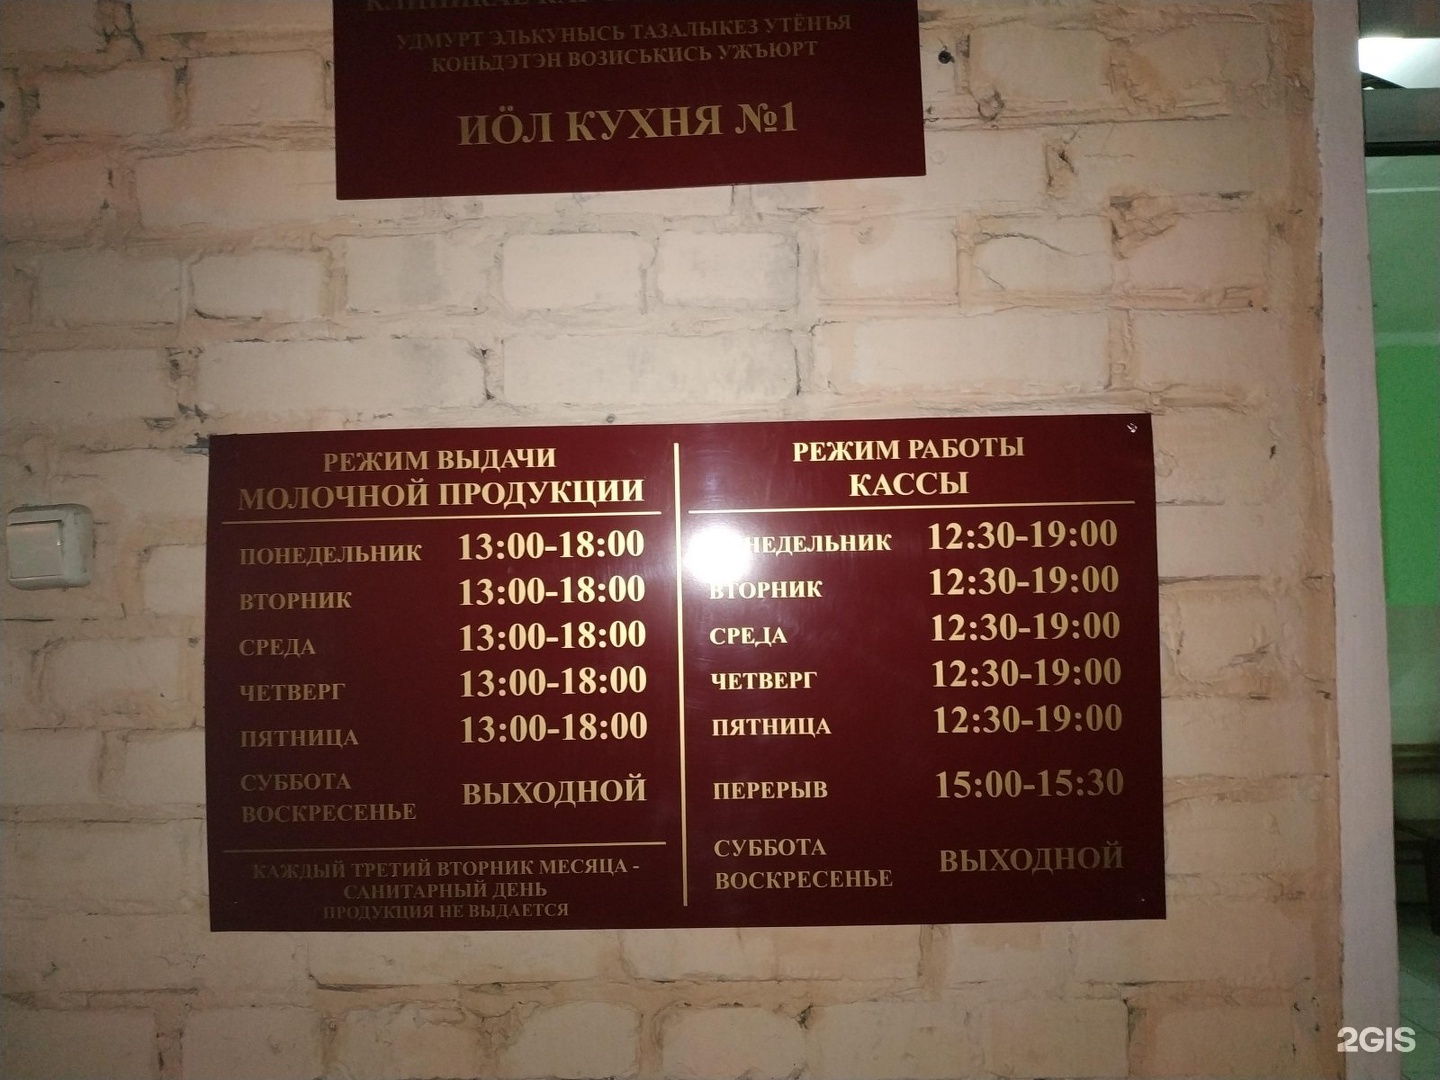 УДМУРТ ЭЛЬКУНЫСЬ ТАЗАЛЫКЕЗ УТЁНЪЯ
КОНЬДЭТЭН ВОЗИСЬКИСЬ УЖЪЮРТ
ЙӦЛ КУХНЯ №1
РЕЖИМ ВЫДАЧИ
МОЛОЧНОЙ ПРОДУКЦИИ
ПОНЕДЕЛЬНИК 13:00-18:00
ВТОРНИК 13:00-18:00
СРЕДА 13:00-18:00
ЧЕТВЕРГ 13:00-18:00
ПЯТНИЦА 13:00-18:00
СУББОТА
ВОСКРЕСЕНЬЕ ВЫХОДНОЙ
КАЖДЫЙ ТРЕТИЙ ВТОРНИК МЕСЯЦА -
САНИТАРНЫЙ ДЕНЬ
ПРОДУКЦИЯ НЕ ВЫДАЕТСЯ
РЕЖИМ РАБОТЫ
КАССЫ
ПОНЕДЕЛЬНИК 12:30-19:00
ВТОРНИК 12:30-19:00
СРЕДА 12:30-19:00
ЧЕТВЕРГ 12:30-19:00
ПЯТНИЦА 12:30-19:00
ПЕРЕРЫВ 15:00-15:30
СУББОТА
ВОСКРЕСЕНЬЕ ВЫХОДНОЙ
2GIS